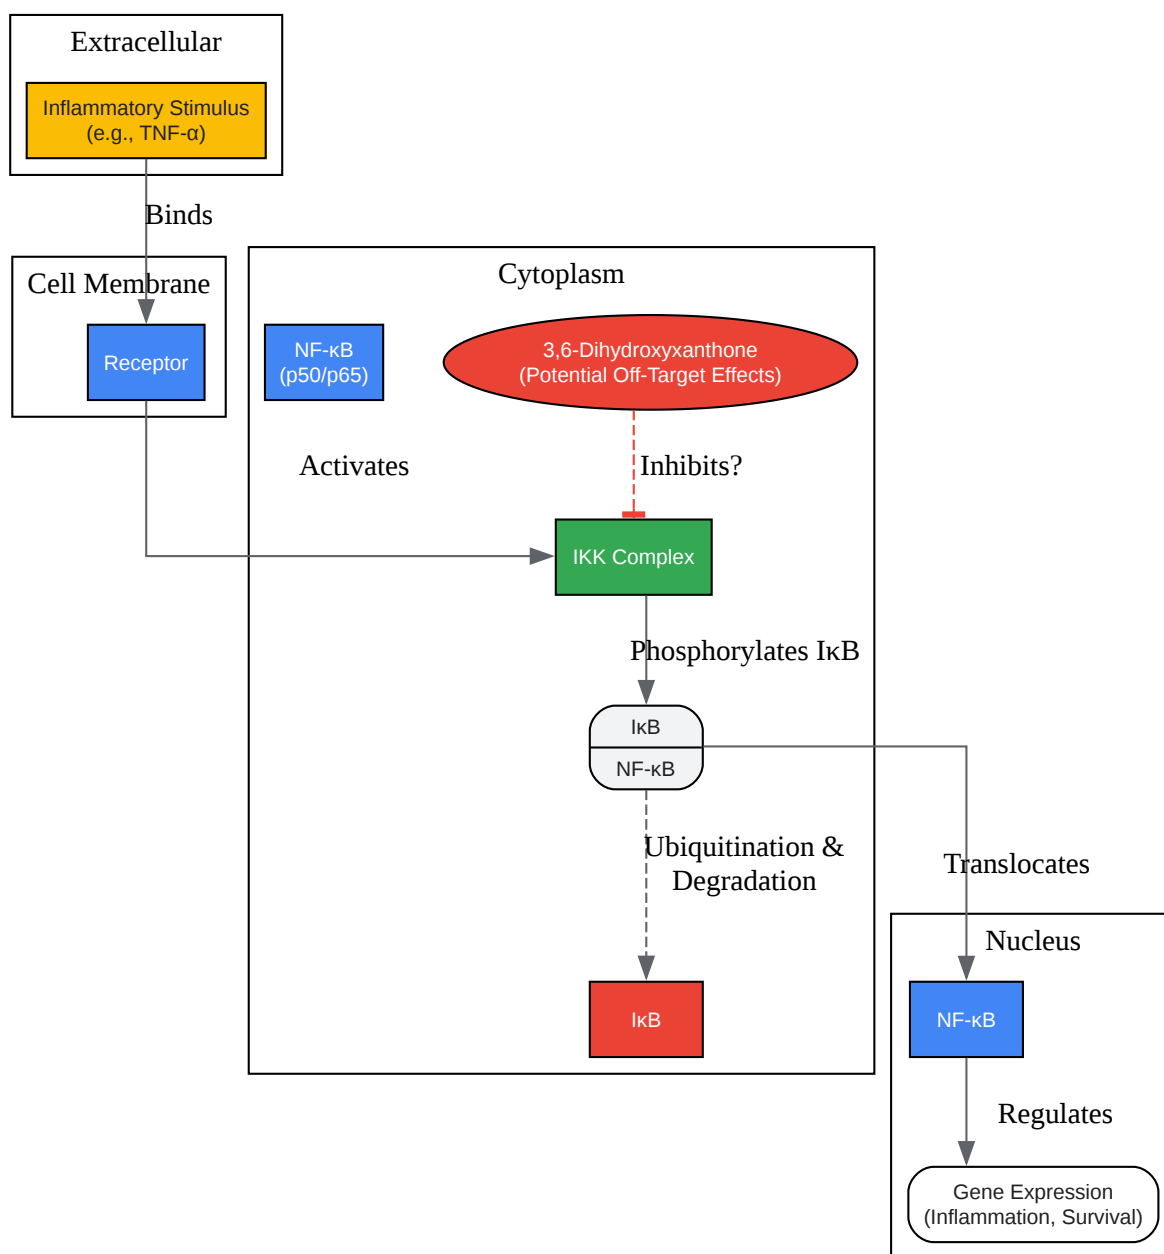 Extracellular
Inflammatory Stimulus
(e.g., TNF-α)
Binds
Cell Membrane
Receptor
Cytoplasm
NF-κB
(p50/p65)
3,6-Dihydroxyxanthone
(Potential Off-Target Effects)
Activates
Inhibits?
IKK Complex
Phosphorylates IκB
IκB
NF-κB
Ubiquitination &
Degradation
Translocates
IκB
Nucleus
NF-κB
Regulates
Gene Expression
(Inflammation, Survival)